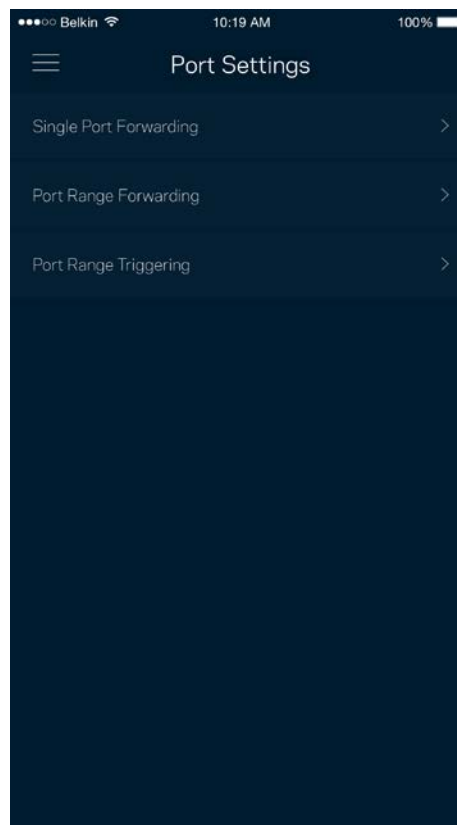 Belkin 10:19 AM 100%
Port Settings
Single Port Forwarding
Port Range Forwarding
Port Range Triggering